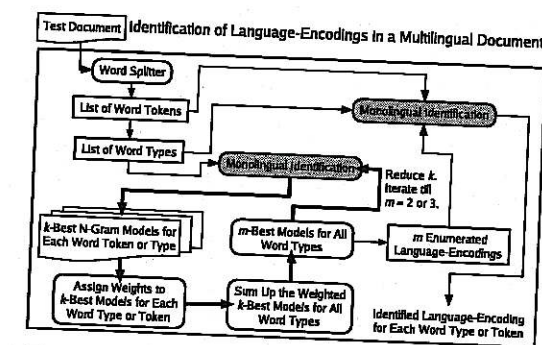 Test Document
Identification of Language-Encodings in a Multilingual Document
Word Splitter
List of Word Tokens
Monolingual Identification
List of Word Types
Monolingual Identification
Reduce k.
Iterate till
m = 2 or 3.
k-Best N-Gram Models for
Each Word Token or Type
m-Best Models for All
Word Types
m Enumerated
Language-Encodings
Assign Weights to
k-Best Models for Each
Word Type or Token
Sum Up the Weighted
k-Best Models for All
Word Types
Identified Language-Encoding
for Each Word Type or Token